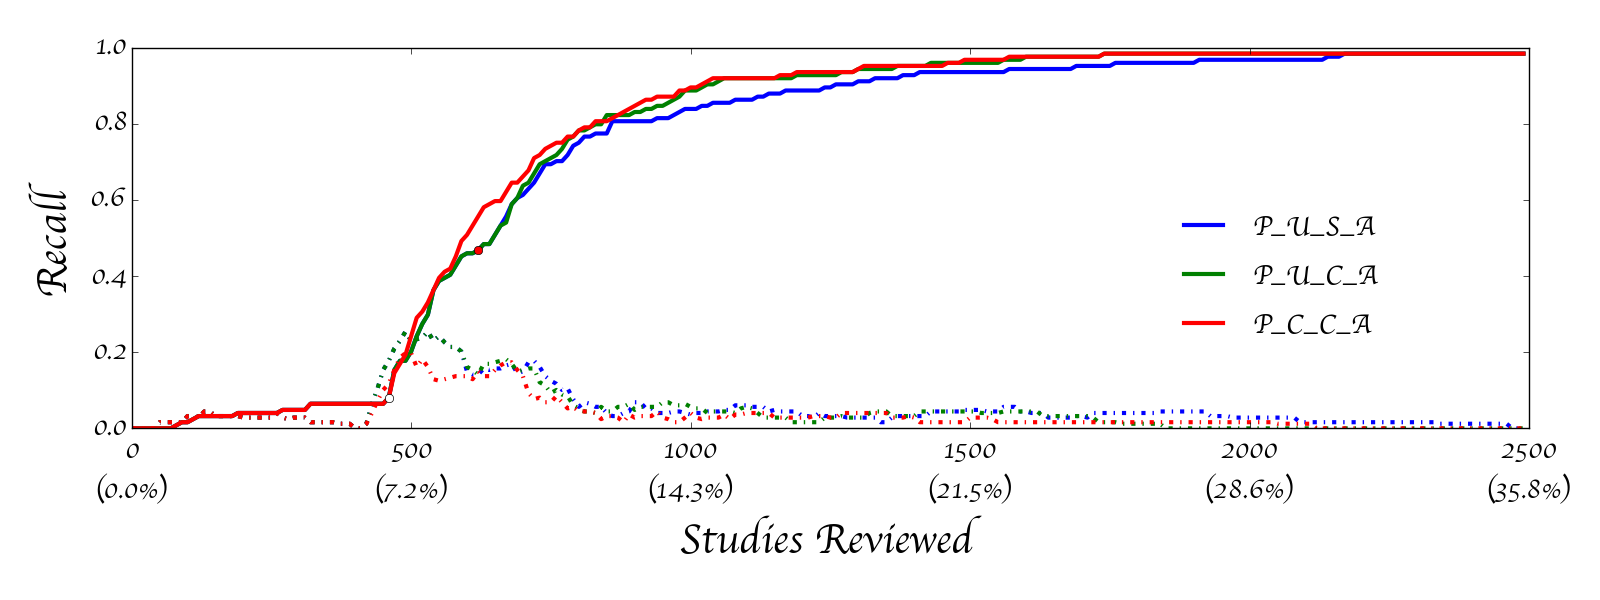 1.0
0.8
0.6
0.4
0.2
0.0
Recall
P_U_S_A
P_U_C_A
P_C_C_A
0 500 1000 1500 2000 2500
(0.0%) (7.2%) (14.3%) (21.5%) (28.6%) (35.8%)
Studies Reviewed